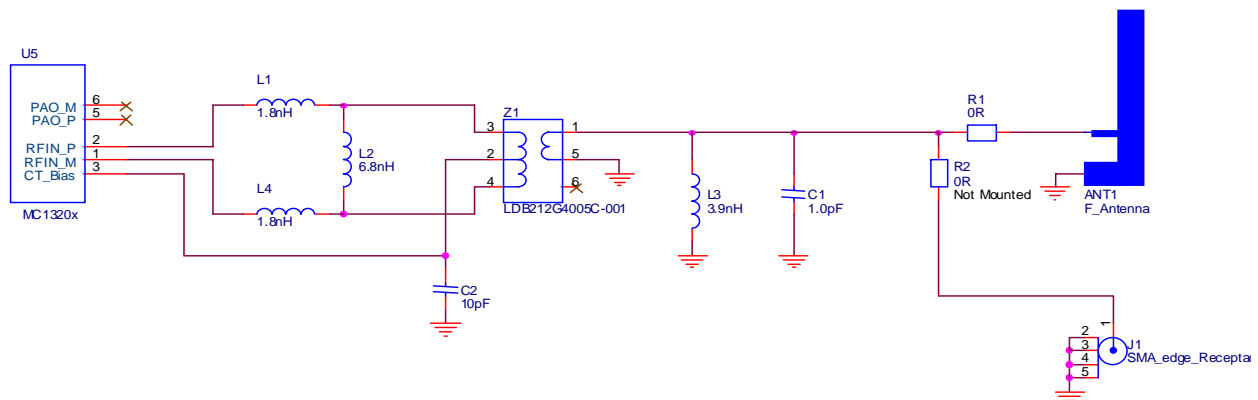 U5
PAO_M 6
PAO_P 5
RFIN_P 2
RFIN_M 1
CT_Bias 3
MC1320x
L1
1.8nH
L2
6.8nH
L4
1.8nH
C2
10pF
Z1
3
2
4
1
5
6
LDB212G4005C-001
L3
3.9nH
C1
1.0pF
R1
0R
R2
0R
Not Mounted
ANT1
F_Antenna
1
2
3
4
5
J1
SMA_edge_Receptac